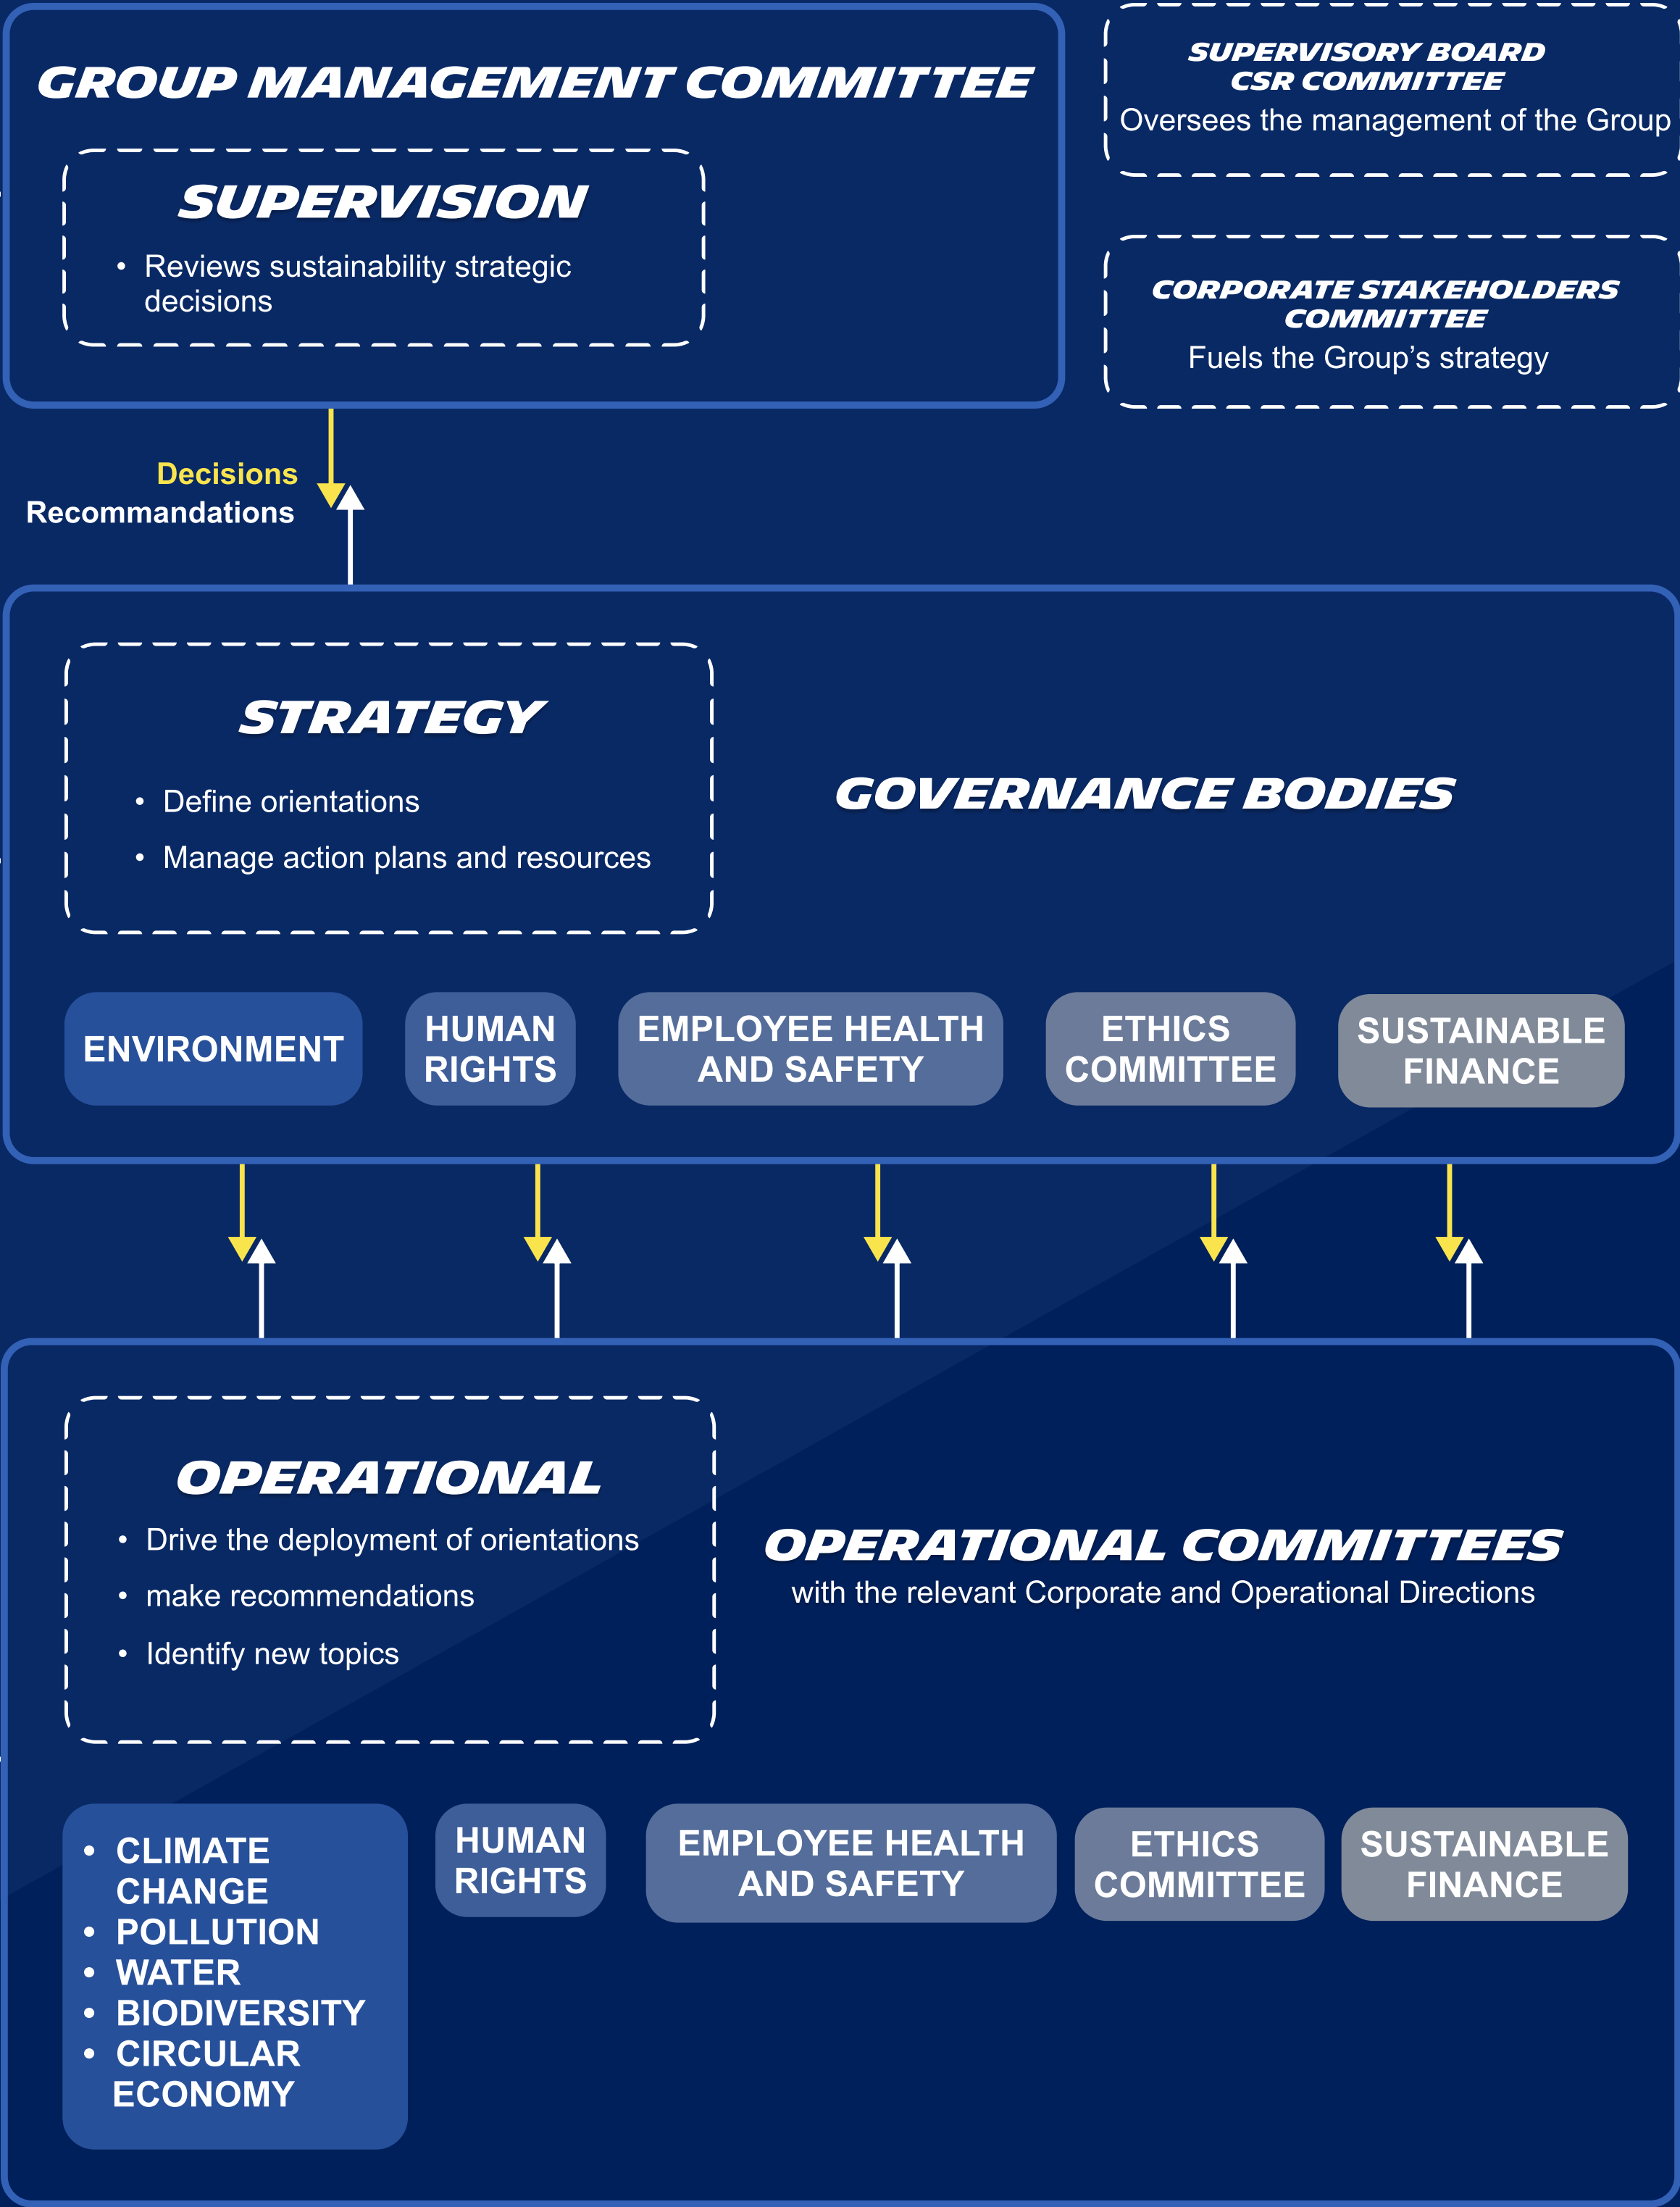 GROUP MANAGEMENT COMMITTEE
SUPERVISION
• Reviews sustainability strategic
decisions
SUPERVISORY BOARD
CSR COMMITTEE
Oversees the management of the Group
CORPORATE STAKEHOLDERS
COMMITTEE
Fuels the Group’s strategy
Decisions
Recommandations
STRATEGY
• Define orientations
• Manage action plans and resources
GOVERNANCE BODIES
ENVIRONMENT
HUMAN
RIGHTS
EMPLOYEE HEALTH
AND SAFETY
ETHICS
COMMITTEE
SUSTAINABLE
FINANCE
OPERATIONAL
• Drive the deployment of orientations
• make recommendations
• Identify new topics
OPERATIONAL COMMITTEES
with the relevant Corporate and Operational Directions
• CLIMATE
CHANGE
• POLLUTION
• WATER
• BIODIVERSITY
• CIRCULAR
ECONOMY
HUMAN
RIGHTS
EMPLOYEE HEALTH
AND SAFETY
ETHICS
COMMITTEE
SUSTAINABLE
FINANCE